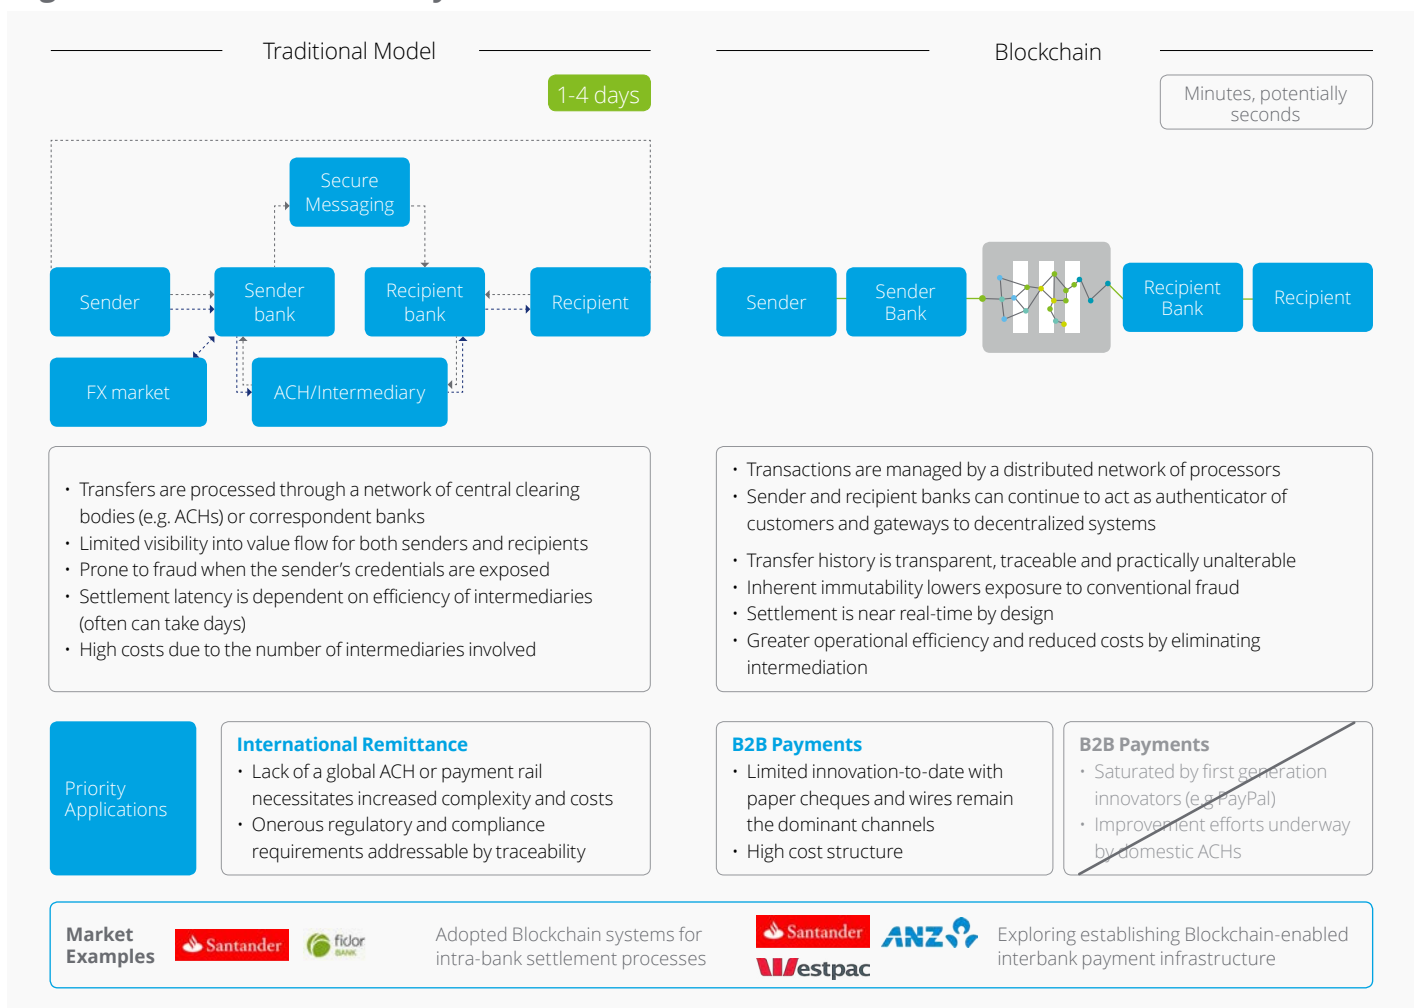 Traditional Model
1-4 days
Secure
Messaging
Sender
Sender
bank
Recipient
bank
Recipient
FX market
ACH/Intermediary
• Transfers are processed through a network of central clearing
bodies (e.g. ACHs) or correspondent banks
• Limited visibility into value flow for both senders and recipients
• Prone to fraud when the sender’s credentials are exposed
• Settlement latency is dependent on efficiency of intermediaries
(often can take days)
• High costs due to the number of intermediaries involved
Blockchain
Minutes, potentially
seconds
Sender
Sender
Bank
Recipient
Bank
Recipient
• Transactions are managed by a distributed network of processors
• Sender and recipient banks can continue to act as authenticator of
customers and gateways to decentralized systems
• Transfer history is transparent, traceable and practically unalterable
• Inherent immutability lowers exposure to conventional fraud
• Settlement is near real-time by design
• Greater operational efficiency and reduced costs by eliminating
intermediation
Priority
Applications
International Remittance
• Lack of a global ACH or payment rail
necessitates increased complexity and costs
• Onerous regulatory and compliance
requirements addressable by traceability
B2B Payments
• Limited innovation-to-date with
paper cheques and wires remain
the dominant channels
• High cost structure
B2B Payments
• Saturated by first generation
innovators (e.g PayPal)
• Improvement efforts underway
by domestic ACHs
Market
Examples
Santander
fidor
BANK
Adopted Blockchain systems for
intra-bank settlement processes
Santander
ANZ
Westpac
Exploring establishing Blockchain-enabled
interbank payment infrastructure